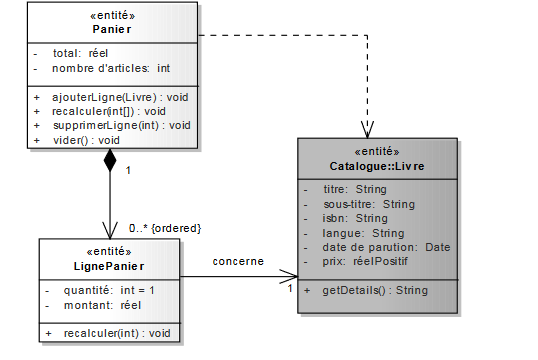 «entité»
Panier
- total: réel
- nombre d'articles: int
+ ajouterLigne(Livre) : void
+ recalculer(int[]) : void
+ supprimerLigne(int) : void
+ vider() : void
1
0..* {ordered}
«entité»
Catalogue::Livre
- titre: String
- sous-titre: String
- isbn: String
- langue: String
- date de parution: Date
- prix: réelPositif
+ getDetails() : String
concerne
1
«entité»
LignePanier
- quantité: int = 1
- montant: réel
+ recalculer(int) : void